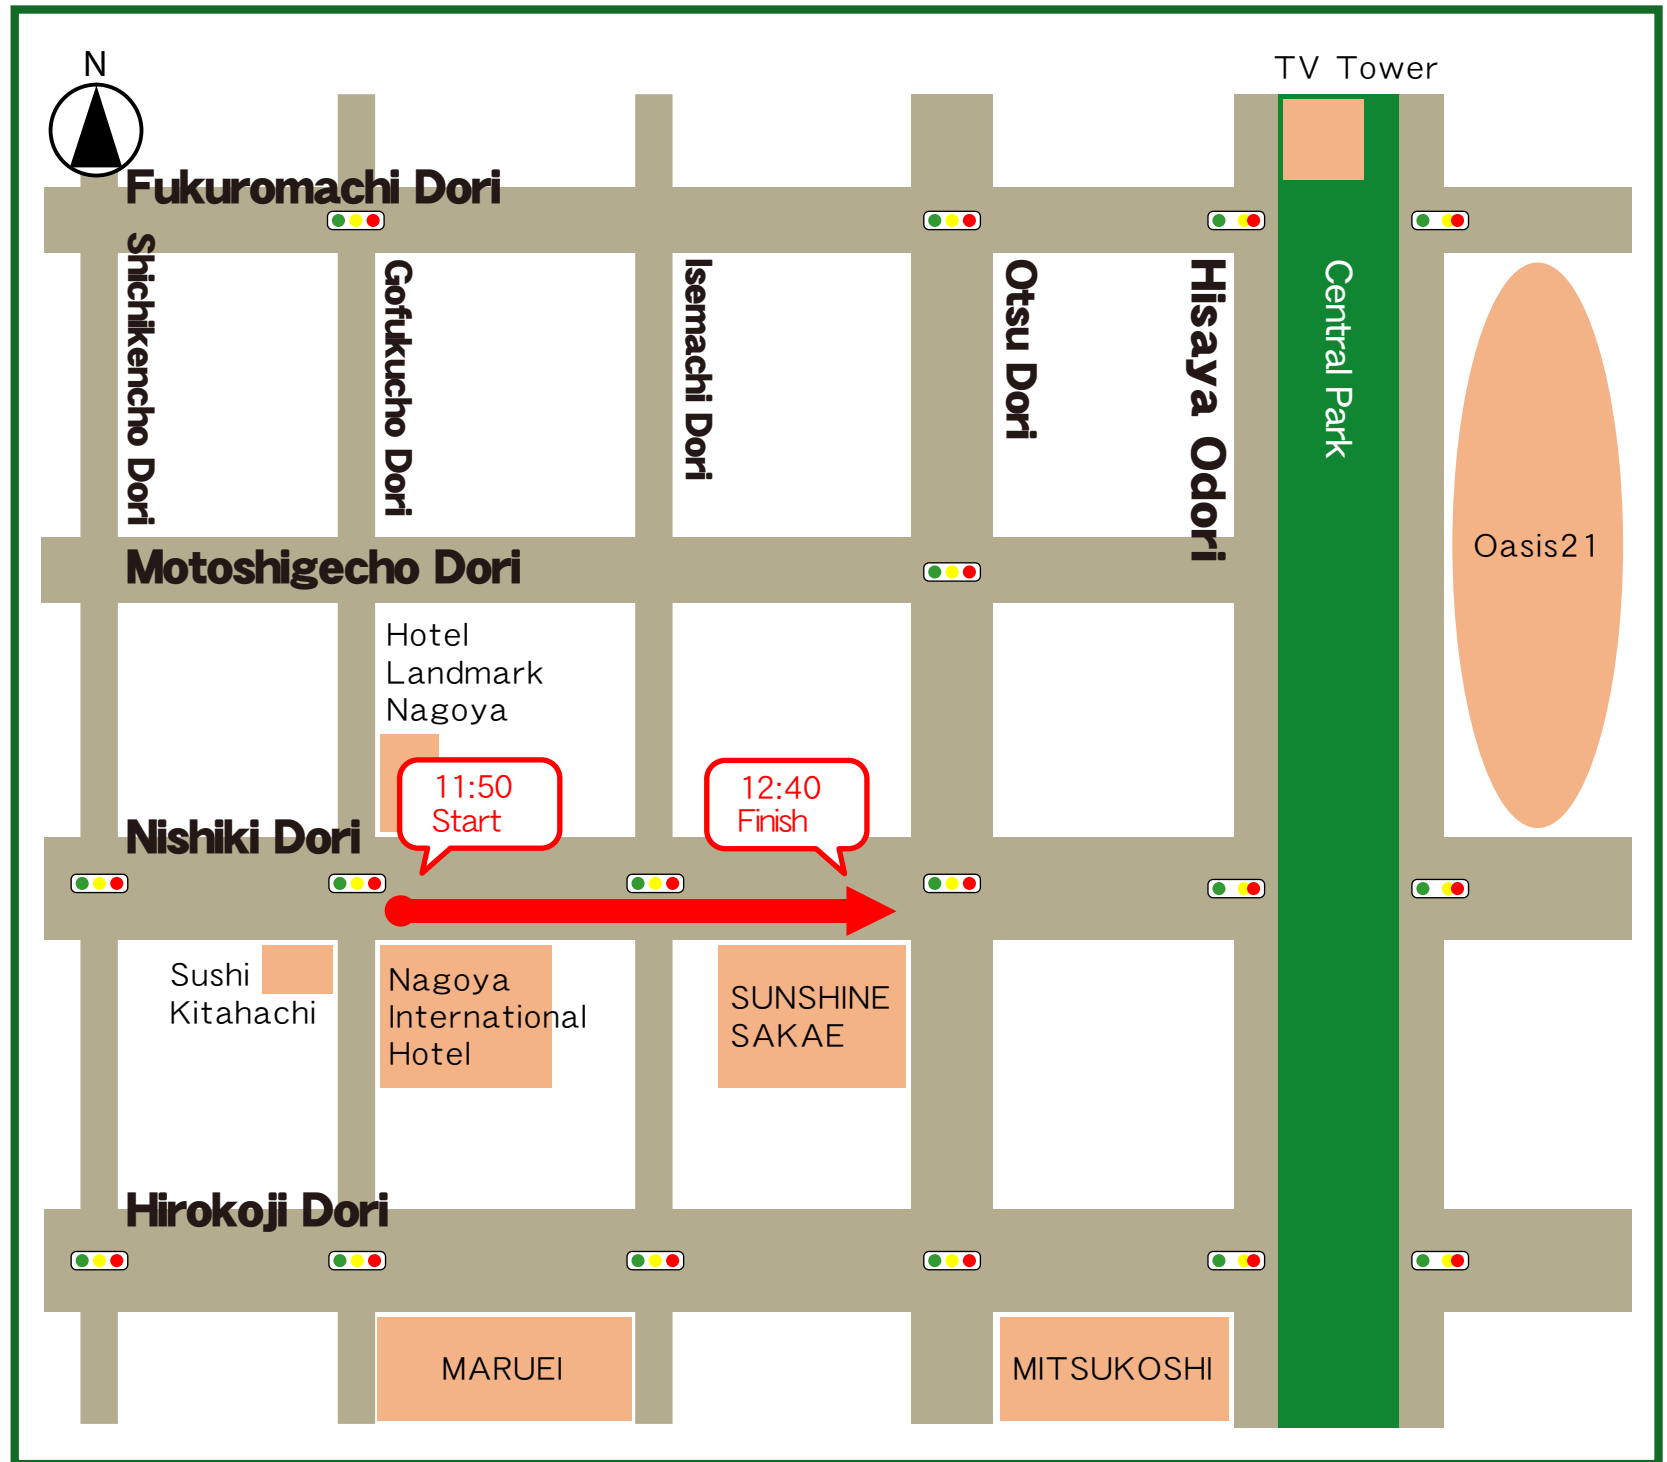 N
TV Tower
Fukuromachi Dori
Shichikencho Dori
Gofukucho Dori
Isemachi Dori
Otsu Dori
Hisaya Odori
Central Park
Oasis21
Motoshigecho Dori
Hotel
Landmark
Nagoya
11:50
Start
12:40
Finish
Nishiki Dori
Sushi
Kitahachi
Nagoya
International
Hotel
SUNSHINE
SAKAE
Hirokoji Dori
MARUEI
MITSUKOSHI